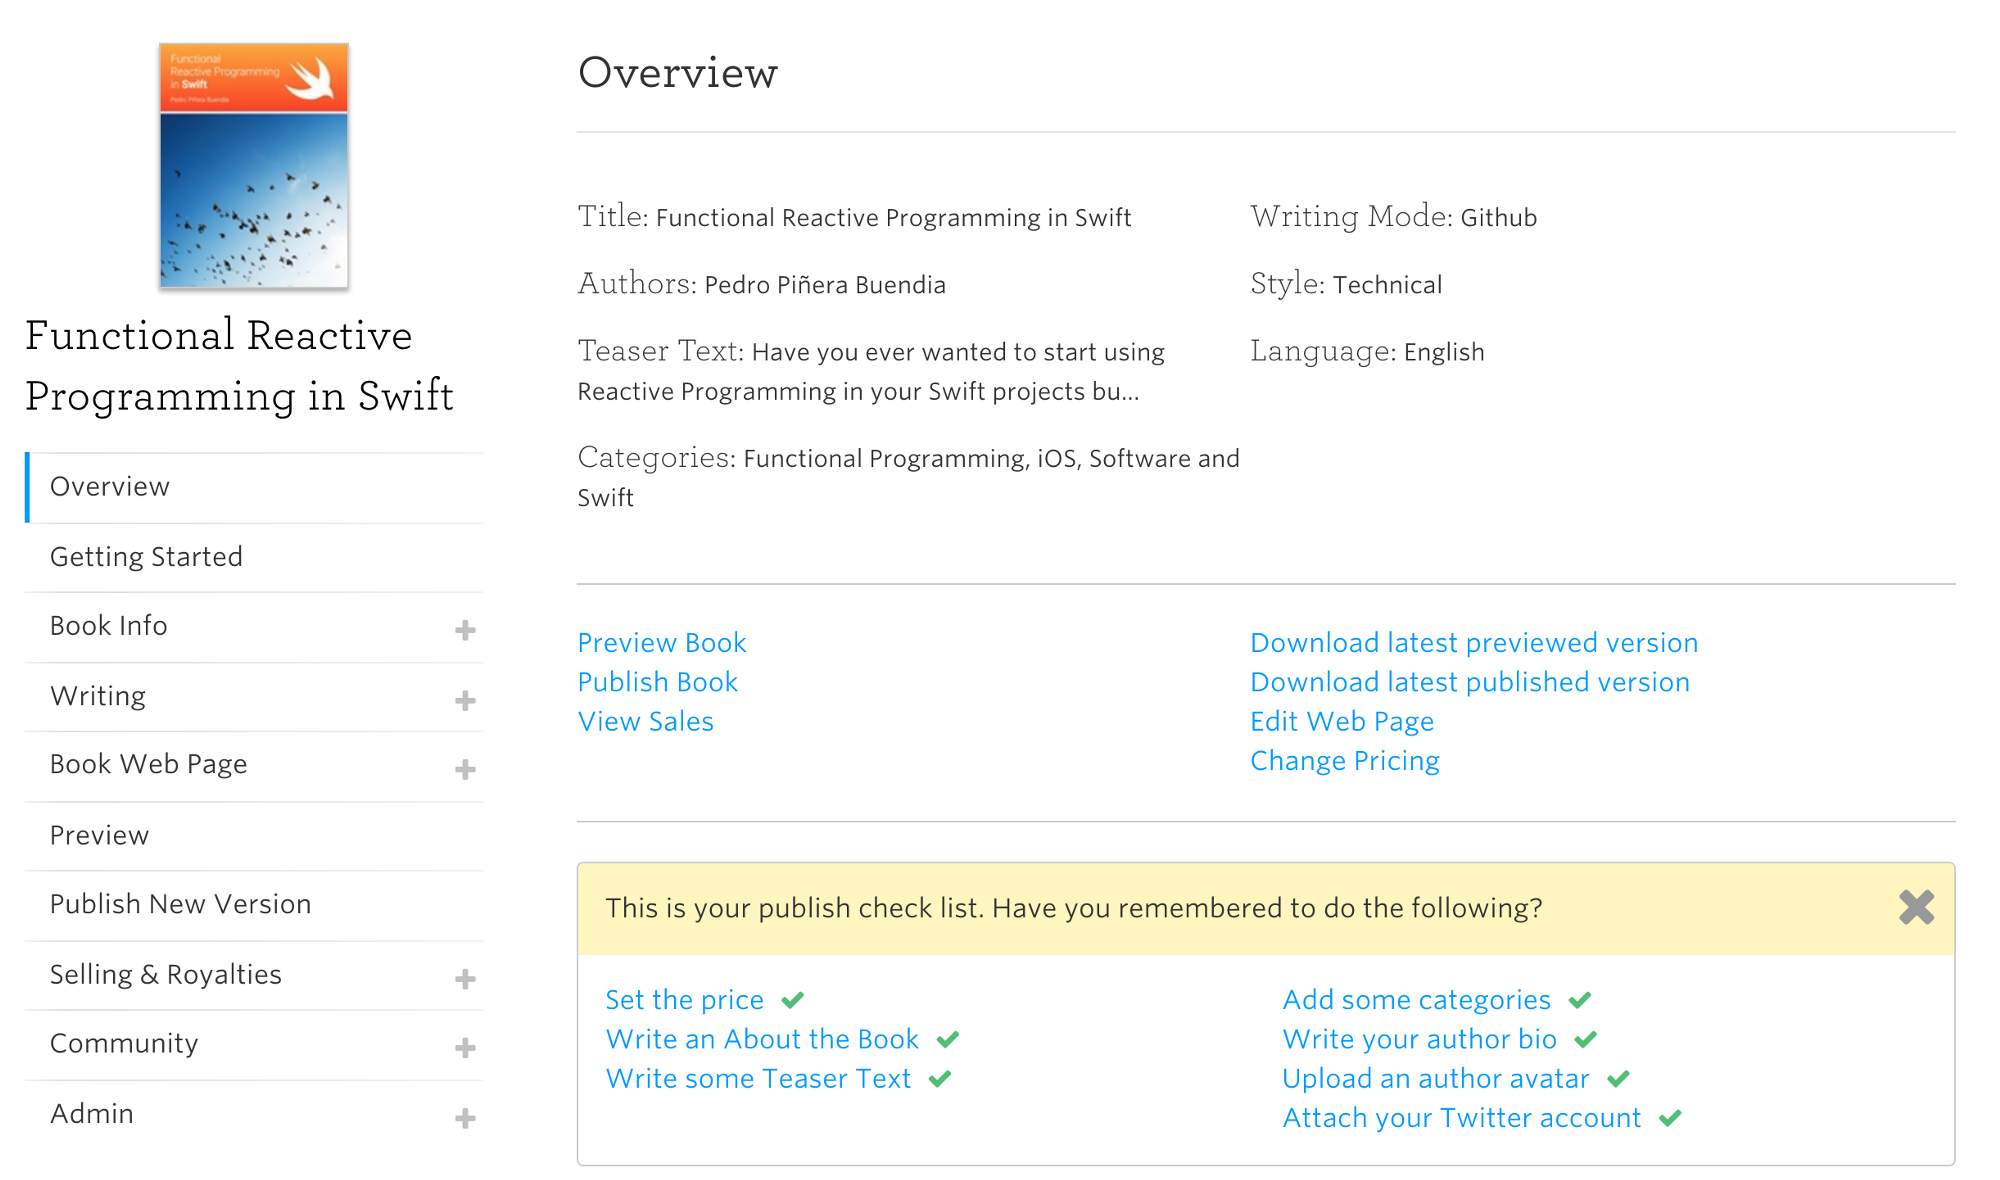 Functional
Reactive Programming
in Swift
Pedro Piñera Buendía
Functional Reactive
Programming in Swift
Overview
Getting Started
Book Info
Writing
Book Web Page
Preview
Publish New Version
Selling & Royalties
Community
Admin
Overview
Title: Functional Reactive Programming in Swift
Authors: Pedro Piñera Buendia
Teaser Text: Have you ever wanted to start using
Reactive Programming in your Swift projects bu...
Categories: Functional Programming, iOS, Software and
Swift
Writing Mode: Github
Style: Technical
Language: English
Preview Book
Publish Book
View Sales
Download latest previewed version
Download latest published version
Edit Web Page
Change Pricing
This is your publish check list. Have you remembered to do the following?
Set the price
Write an About the Book
Write some Teaser Text
Add some categories
Write your author bio
Upload an author avatar
Attach your Twitter account